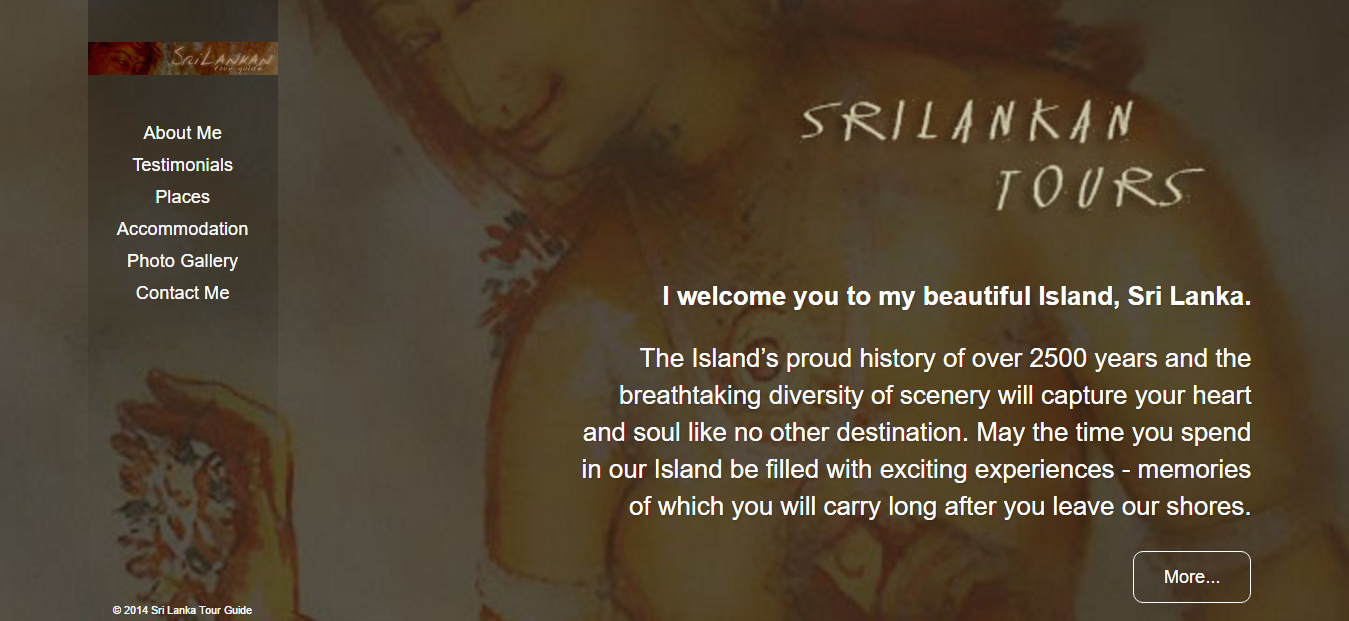 SRILANKAN
tour guide
About Me
Testimonials
Places
Accommodation
Photo Gallery
Contact Me
© 2014 Sri Lanka Tour Guide
SRILANKAN
TOURS
I welcome you to my beautiful Island, Sri Lanka.
The Island’s proud history of over 2500 years and the
breathtaking diversity of scenery will capture your heart
and soul like no other destination. May the time you spend
in our Island be filled with exciting experiences - memories
of which you will carry long after you leave our shores.
More...